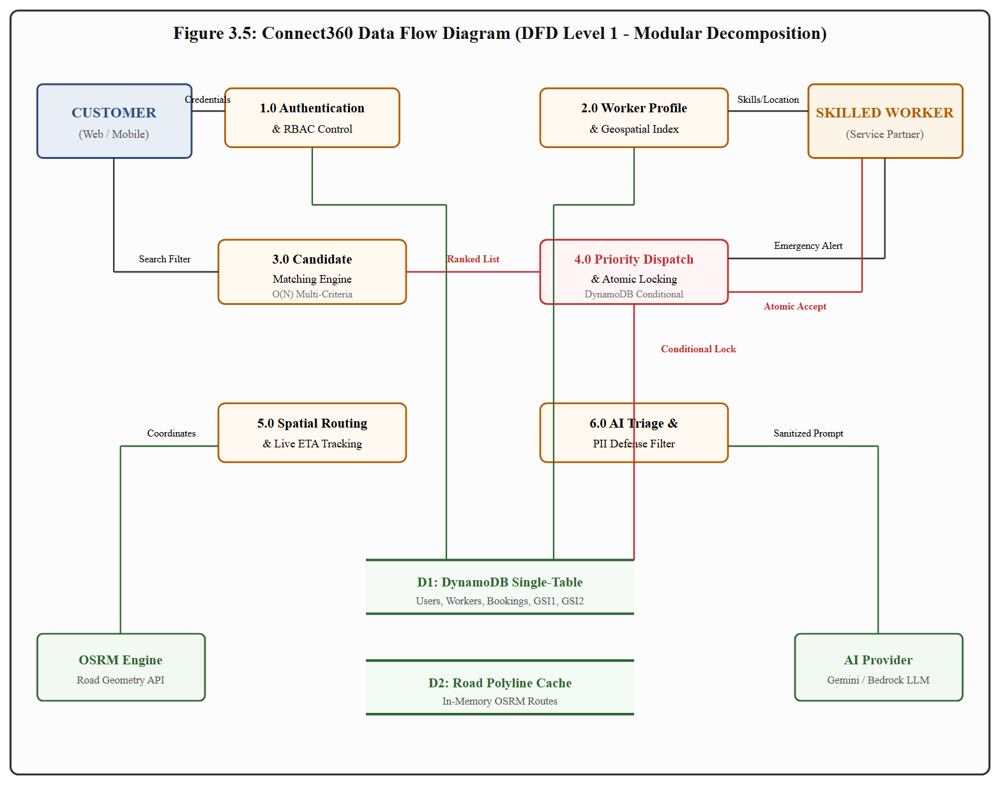 Figure 3.5: Connect360 Data Flow Diagram (DFD Level 1 - Modular Decomposition)
CUSTOMER
(Web / Mobile)
Credentials
1.0 Authentication
& RBAC Control
2.0 Worker Profile
& Geospatial Index
Skills/Location
SKILLED WORKER
(Service Partner)
Search Filter
3.0 Candidate
Matching Engine
O(N) Multi-Criteria
Ranked List
4.0 Priority Dispatch
& Atomic Locking
DynamoDB Conditional
Emergency Alert
Atomic Accept
Conditional Lock
Coordinates
5.0 Spatial Routing
& Live ETA Tracking
6.0 AI Triage &
PII Defense Filter
Sanitized Prompt
D1: DynamoDB Single-Table
Users, Workers, Bookings, GSI1, GSI2
OSRM Engine
Road Geometry API
D2: Road Polyline Cache
In-Memory OSRM Routes
AI Provider
Gemini / Bedrock LLM